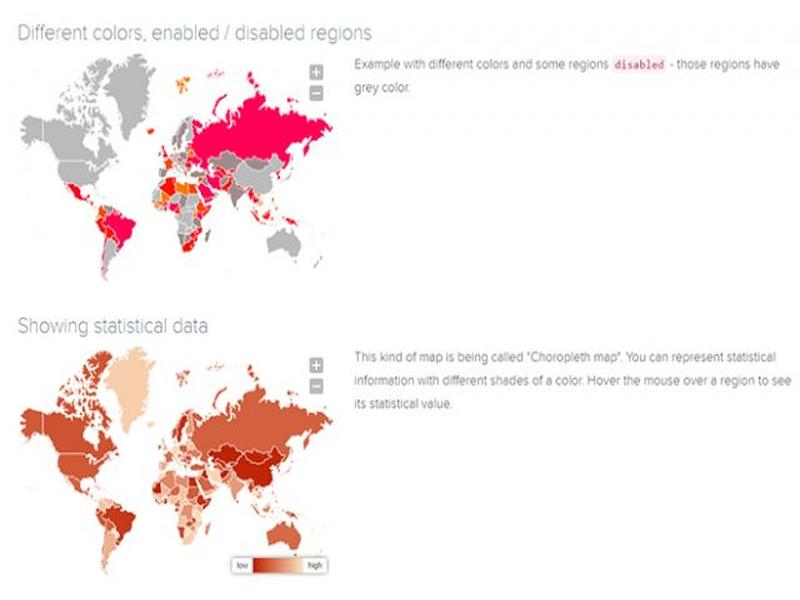 Different colors, enabled / disabled regions
Example with different colors and some regions disabled - those regions have
grey color.
+
−
Showing statistical data
This kind of map is being called "Choropleth map". You can represent statistical
information with different shades of a color. Hover the mouse over a region to see
its statistical value.
+
−
low high